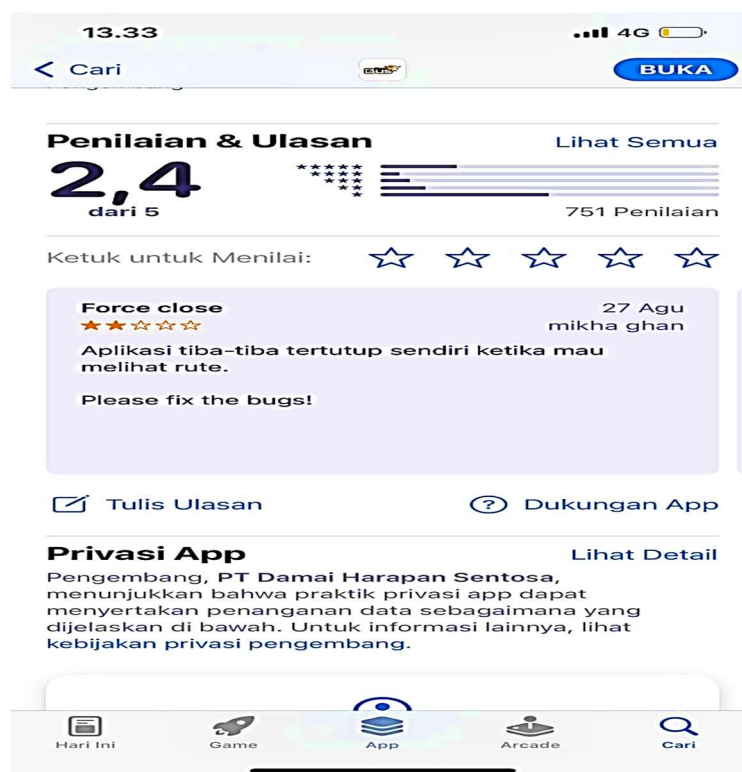 13.33
4G
Cari
BUKA
Penilaian & Ulasan
Lihat Semua
2,4
dari 5
751 Penilaian
Ketuk untuk Menilai:
Force close
27 Agu
mikha ghan
Aplikasi tiba-tiba tertutup sendiri ketika mau
melihat rute.
Please fix the bugs!
Tulis Ulasan
Dukungan App
Privasi App
Lihat Detail
Pengembang, PT Damai Harapan Sentosa,
menunjukkan bahwa praktik privasi app dapat
menyertakan penanganan data sebagaimana yang
dijelaskan di bawah. Untuk informasi lainnya, lihat
kebijakan privasi pengembang.
Hari Ini
Game
App
Arcade
Cari